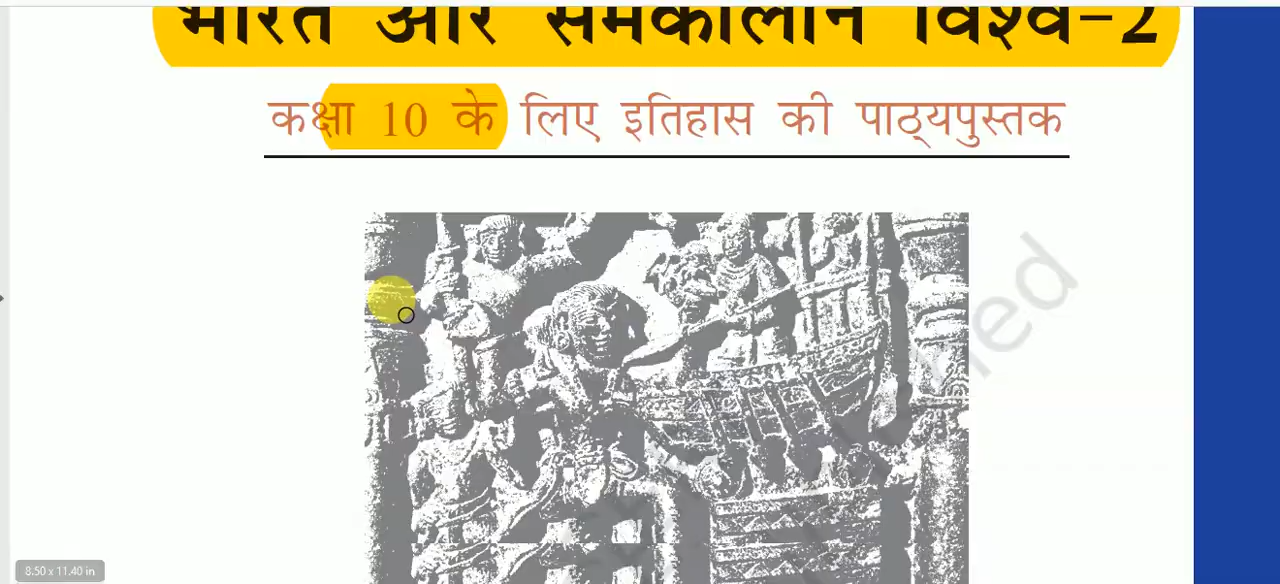 भारत और समकालीन विश्व-2
कक्षा 10 के लिए इतिहास की पाठ्यपुस्तक
8.50 x 11.40 in